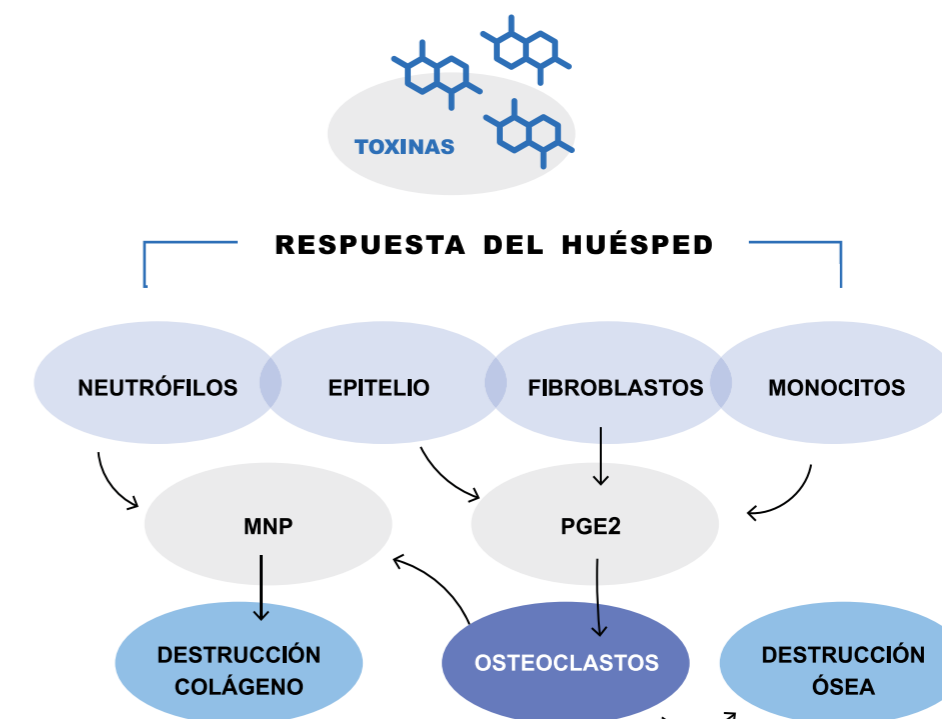 TOXINAS
RESPUESTA DEL HUÉSPED
NEUTRÓFILOS
EPITELIO
FIBROBLASTOS
MONOCITOS
MNP
PGE2
DESTRUCCIÓN
COLÁGENO
OSTEOCLASTOS
DESTRUCCIÓN
ÓSEA